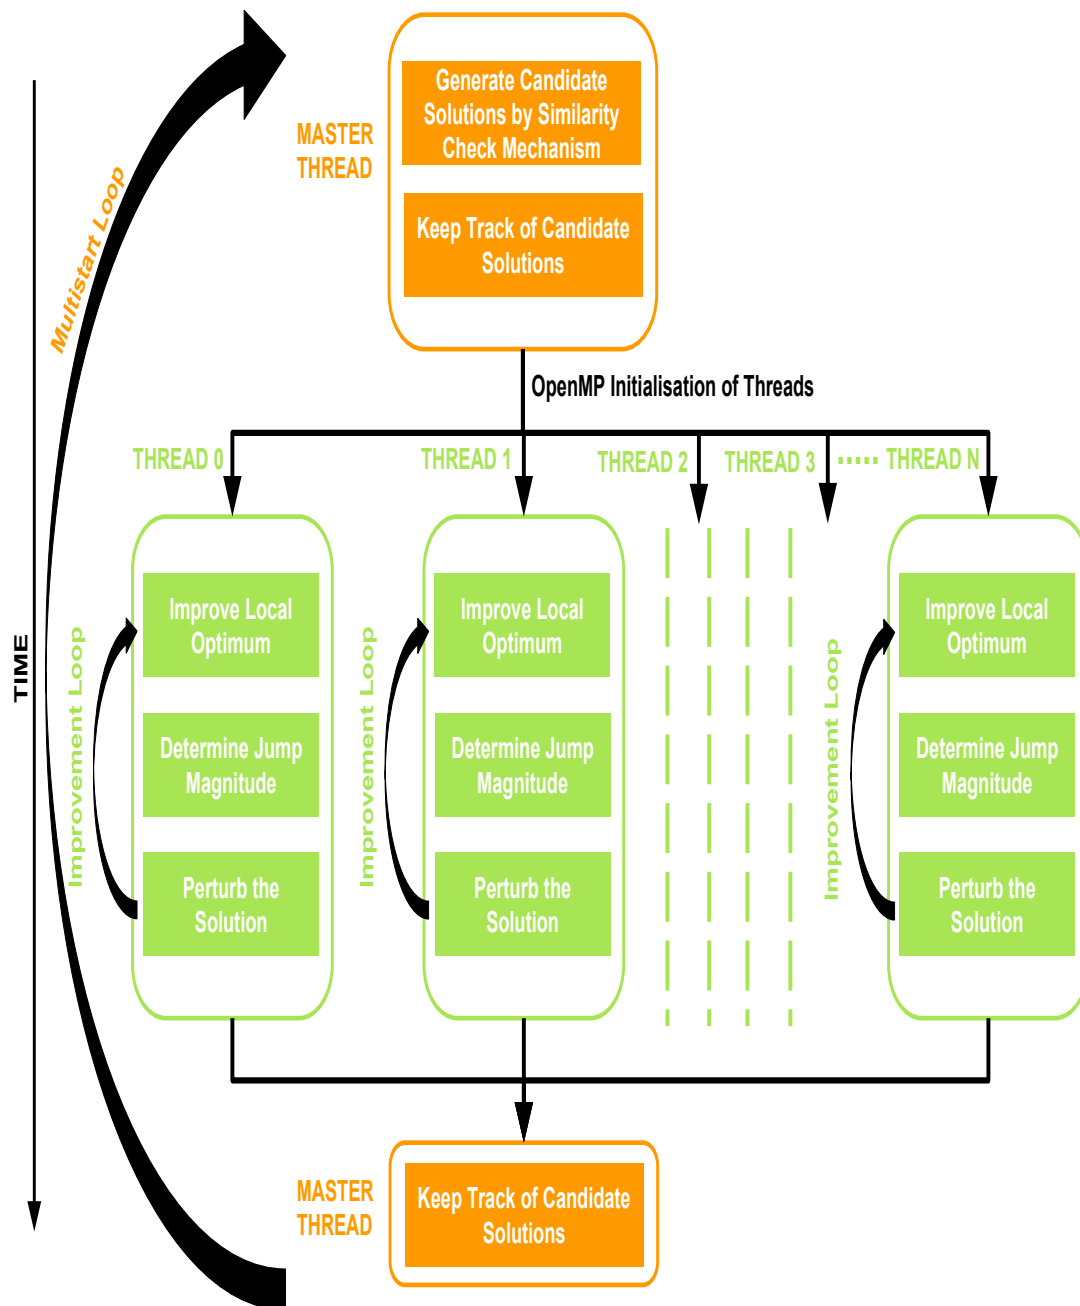 Generate Candidate
Solutions by Similarity
Check Mechanism
MASTER
THREAD
Keep Track of Candidate
Solutions
Multistart Loop
OpenMP Initialisation of Threads
THREAD 0
THREAD 1
THREAD 2
THREAD 3
THREAD N
TIME
Improvement Loop
Improve Local
Optimum
Determine Jump
Magnitude
Perturb the
Solution
Improvement Loop
Improve Local
Optimum
Determine Jump
Magnitude
Perturb the
Solution
Improvement Loop
Improve Local
Optimum
Determine Jump
Magnitude
Perturb the
Solution
MASTER
THREAD
Keep Track of Candidate
Solutions